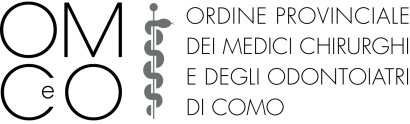 OM
CeO
ORDINE PROVINCIALE
DEI MEDICI CHIRURGHI
E DEGLI ODONTOIATRI
DI COMO